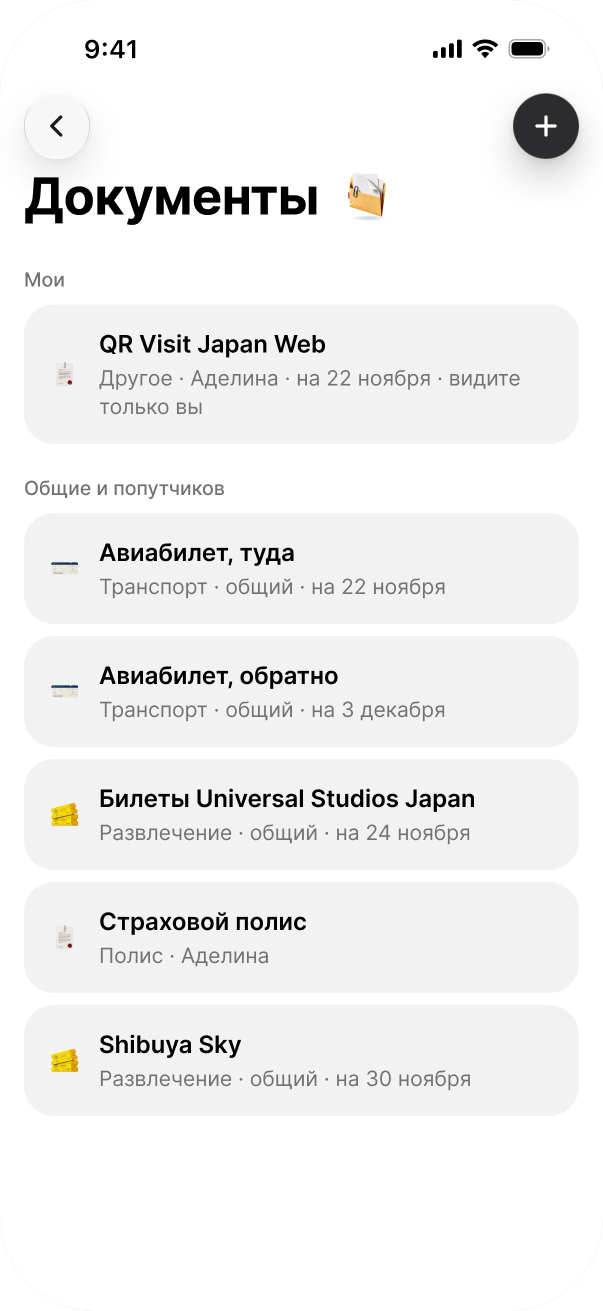 9:41
Документы
Мои
QR Visit Japan Web
Другое · Аделина · на 22 ноября · видите
только вы
Общие и попутчиков
Авиабилет, туда
Транспорт · общий · на 22 ноября
Авиабилет, обратно
Транспорт · общий · на 3 декабря
Билеты Universal Studios Japan
Развлечение · общий · на 24 ноября
Страховой полис
Полис · Аделина
Shibuya Sky
Развлечение · общий · на 30 ноября